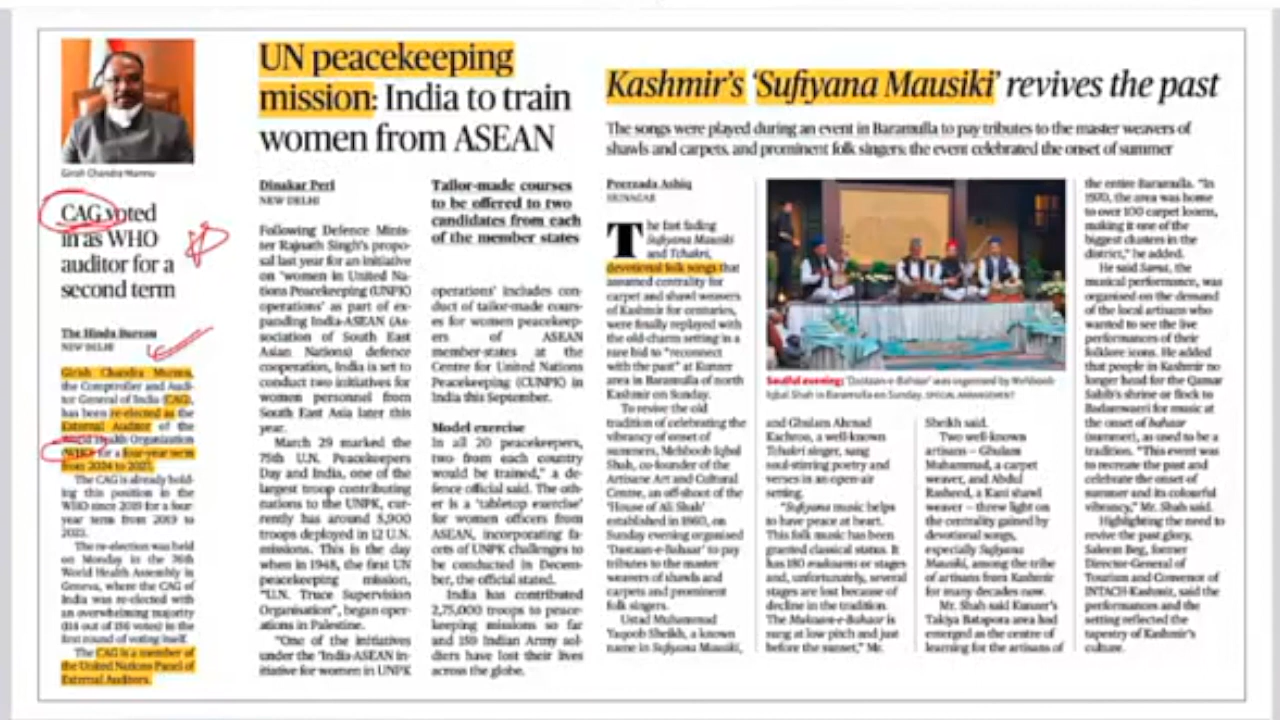 Girish Chandra Murmu
CAG voted
in as WHO
auditor for a
second term
The Hindu Bureau
NEW DELHI
Girish Chandra Murmu,
the Comptroller and Audi-
tor General of India (CAG),
has been re-elected as the
External Auditor of the
World Health Organization
(WHO) for a four-year term
from 2024 to 2027.
The CAG is already hold-
ing this position in the
WHO since 2019 for a four-
year term from 2019 to
2023.
The re-election was held
on Monday in the 76th
World Health Assembly in
Geneva, where the CAG of
India was re-elected with
an overwhelming majority
(114 out of 156 votes) in the
first round of voting itself.
The CAG is a member of
the United Nations Panel of
External Auditors.
UN peacekeeping
mission: India to train
women from ASEAN
Dinakar Peri
NEW DELHI
Following Defence Minis-
ter Rajnath Singh's propo-
sal last year for an initiative
on 'women in United Na-
tions Peacekeeping (UNPK)
operations' as part of ex-
panding India-ASEAN (As-
sociation of South East
Asian Nations) defence
cooperation, India is set to
conduct two initiatives for
women personnel from
South East Asia later this
year.
March 29 marked the
75th U.N. Peacekeepers
Day and India, one of the
largest troop contributing
nations to the UNPK, cur-
rently has around 5,900
troops deployed in 12 U.N.
missions. This is the day
when in 1948, the first UN
peacekeeping mission,
"U.N. Truce Supervision
Organisation", began oper-
ations in Palestine.
"One of the initiatives
under the 'India-ASEAN in-
itiative for women in UNPK
Tailor-made courses
to be offered to two
candidates from each
of the member states
operations' includes con-
duct of tailor-made cours-
es for women peacekeep-
ers of ASEAN
member-states at the
Centre for United Nations
Peacekeeping (CUNPK) in
India this September.
Model exercise
In all 20 peacekeepers,
two from each country
would be trained," a de-
fence official said. The oth-
er is a 'tabletop exercise'
for women officers from
ASEAN, incorporating fa-
cets of UNPK challenges to
be conducted in Decem-
ber, the official stated.
India has contributed
2,75,000 troops to peace-
keeping missions so far
and 159 Indian Army sol-
diers have lost their lives
across the globe.
Kashmir's 'Sufiyana Mausiki' revives the past
The songs were played during an event in Baramulla to pay tributes to the master weavers of
shawls and carpets, and prominent folk singers; the event celebrated the onset of summer
Peerzada Ashiq
SRINAGAR
The fast fading
Sufiyana Mausiki
and Tchakri,
devotional folk songs that
assumed centrality for
carpet and shawl weavers
of Kashmir for centuries,
were finally replayed with
the old-charm setting in a
rare bid to "reconnect
with the past" at Kunzer
area in Baramulla of north
Kashmir on Sunday.
To revive the old
tradition of celebrating the
vibrancy of onset of
summers, Mehboob Iqbal
Shah, co-founder of the
Artisane Art and Cultural
Centre, an off-shoot of the
'House of Ali Shah'
established in 1860, on
Sunday evening organised
'Dastaan-e-Bahaar' to pay
tributes to the master
weavers of shawls and
carpets and prominent
folk singers.
Ustad Muhammad
Yaqoob Sheikh, a known
name in Sufiyana Mausiki,
Soulful evening: 'Dastaan-e-Bahaar' was organised by Mehboob
Iqbal Shah in Baramulla on Sunday. SPECIAL ARRANGEMENT
and Ghulam Ahmad
Kachroo, a well-known
Tchakri singer, sang
soul-stirring poetry and
verses in an open-air
setting.
"Sufiyana music helps
to have peace at heart.
This folk music has been
granted classical status. It
has 180 maqams or stages
and, unfortunately, several
stages are lost because of
decline in the tradition.
The Mukaam-e-Bahaar is
sung at low pitch and just
before the sunset," Mr.
Sheikh said.
Two well-known
artisans – Ghulam
Muhammad, a carpet
weaver, and Abdul
Rasheed, a Kani shawl
weaver – threw light on
the centrality gained by
devotional songs,
especially Sufiyana
Mausiki, among the tribe
of artisans from Kashmir
for many decades now.
Mr. Shah said Kunzer's
Takiya Batapora area had
emerged as the centre of
learning for the artisans of
the entire Baramulla. "In
1970, the area was home
to over 100 carpet looms,
making it one of the
biggest clusters in the
district," he added.
He said Sama, the
musical performance, was
organised on the demand
of the local artisans who
wanted to see the live
performances of their
folklore icons. He added
that people in Kashmir no
longer head for the Qamar
Sahib's shrine or flock to
Badamwari for music at
the onset of bahaar
(summer), as used to be a
tradition. "This event was
to recreate the past and
celebrate the onset of
summer and its colourful
vibrancy," Mr. Shah said.
Highlighting the need to
revive the past glory,
Saleem Beg, former
Director-General of
Tourism and Convenor of
INTACH-Kashmir, said the
performances and the
setting reflected the
tapestry of Kashmir's
culture.